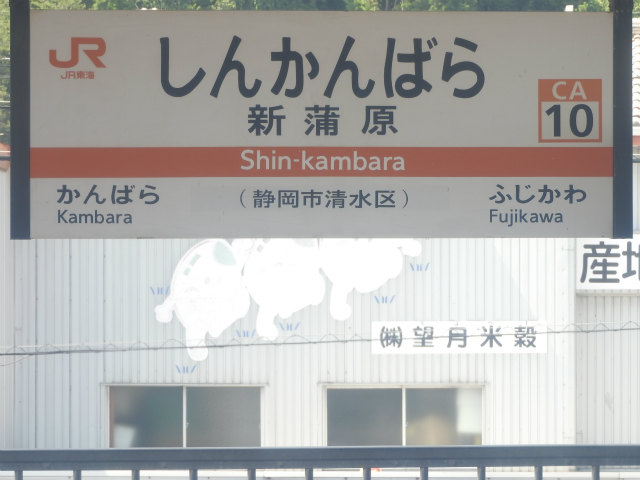 JR
JR東海
しんかんばら
新蒲原
CA
10
Shin-kambara
かんばら
Kambara
(静岡市清水区)
ふじかわ
Fujikawa
産地
㈱望月米穀